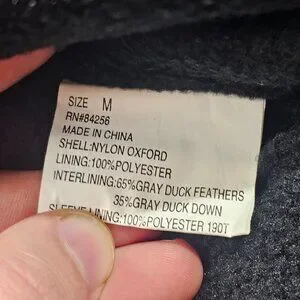 SIZE M
RN#84256
MADE IN CHINA
SHELL:NYLON OXFORD
LINING:100%POLYESTER
INTERLINING:65%GRAY DUCK FEATHERS
35%GRAY DUCK DOWN
SLEEVE LINING:100%POLYESTER 190T